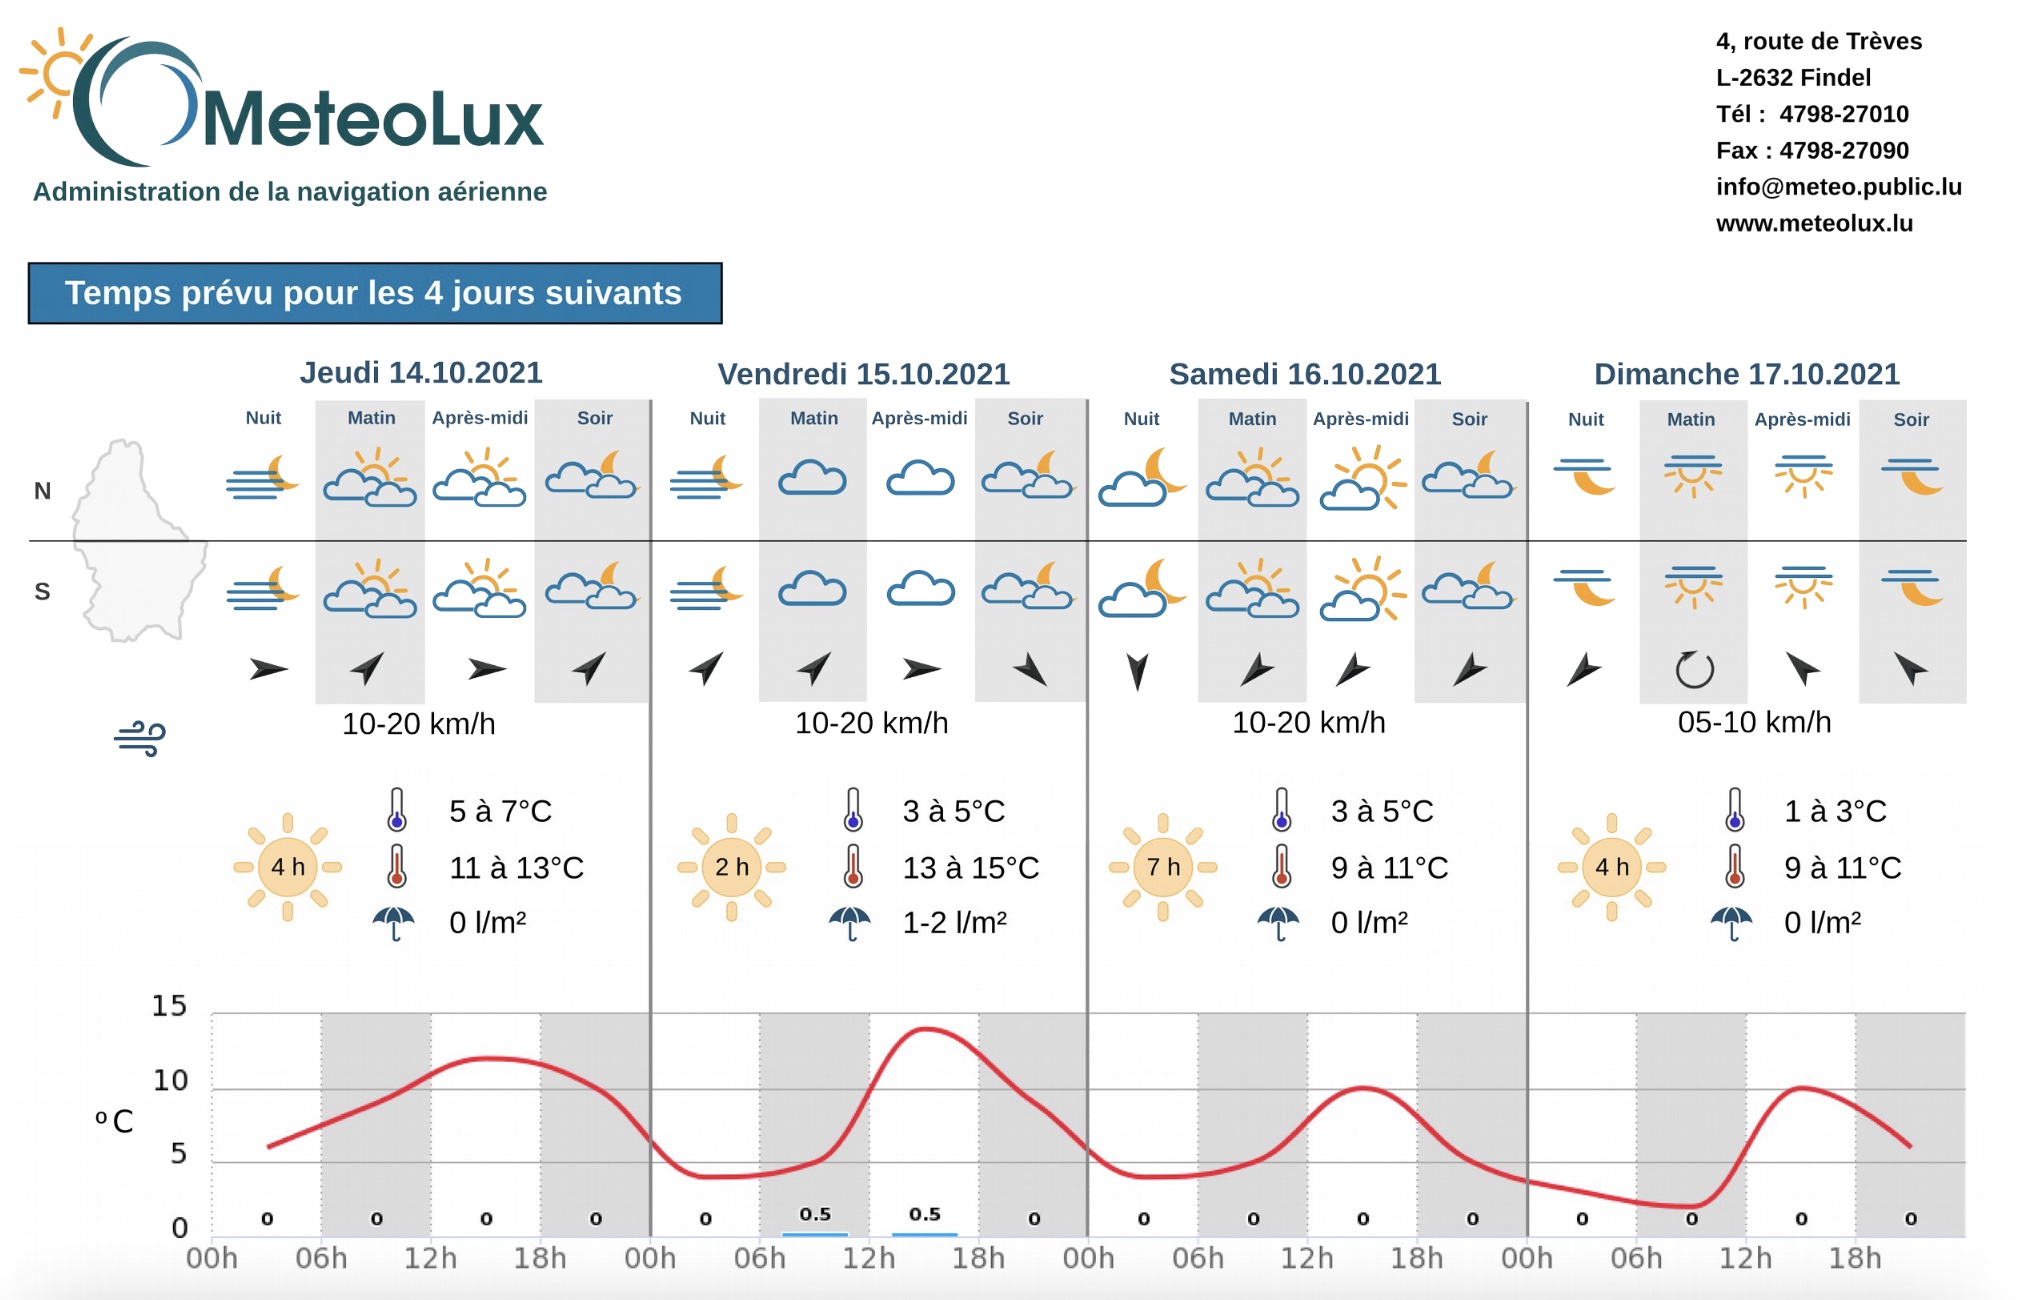 MeteoLux
Administration de la navigation aérienne
4, route de Trèves
L-2632 Findel
Tél :  4798-27010
Fax : 4798-27090
info@meteo.public.lu
www.meteolux.lu
Temps prévu pour les 4 jours suivants
Jeudi 14.10.2021 Vendredi 15.10.2021 Samedi 16.10.2021 Dimanche 17.10.2021
Nuit Matin Après-midi Soir Nuit Matin Après-midi Soir Nuit Matin Après-midi Soir Nuit Matin Après-midi Soir
N
S
10-20 km/h 10-20 km/h 10-20 km/h 05-10 km/h
5 à 7°C 3 à 5°C 3 à 5°C 1 à 3°C
4 h 11 à 13°C 2 h 13 à 15°C 7 h 9 à 11°C 4 h 9 à 11°C
0 l/m² 1-2 l/m² 0 l/m² 0 l/m²
15
10
°C
5
0 0 0 0 0 0.5 0.5 0 0 0 0 0 0 0 0 0
0
00h 06h 12h 18h 00h 06h 12h 18h 00h 06h 12h 18h 00h 06h 12h 18h